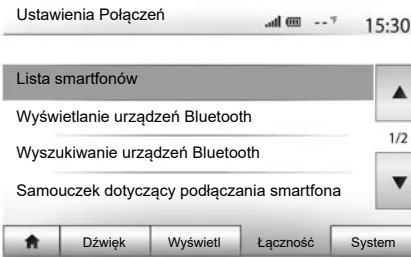 Ustawienia Połączeń
-- °F 15:30
Lista smartfonów
Wyświetlanie urządzeń Bluetooth
1/2
Wyszukiwanie urządzeń Bluetooth
Samouczek dotyczący podłączania smartfona
Dźwięk Wyświetl Łączność System